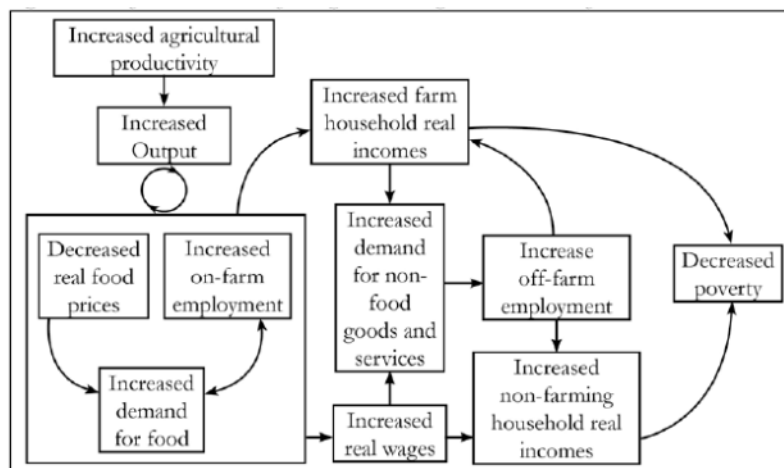 Increased agricultural
productivity
Increased
Output
Increased farm
household real
incomes
Decreased
real food
prices
Increased
on-farm
employment
Increased
demand
for food
Increased
demand
for non-
food
goods and
services
Increase
off-farm
employment
Decreased
poverty
Increased
real wages
Increased
non-farming
household real
incomes